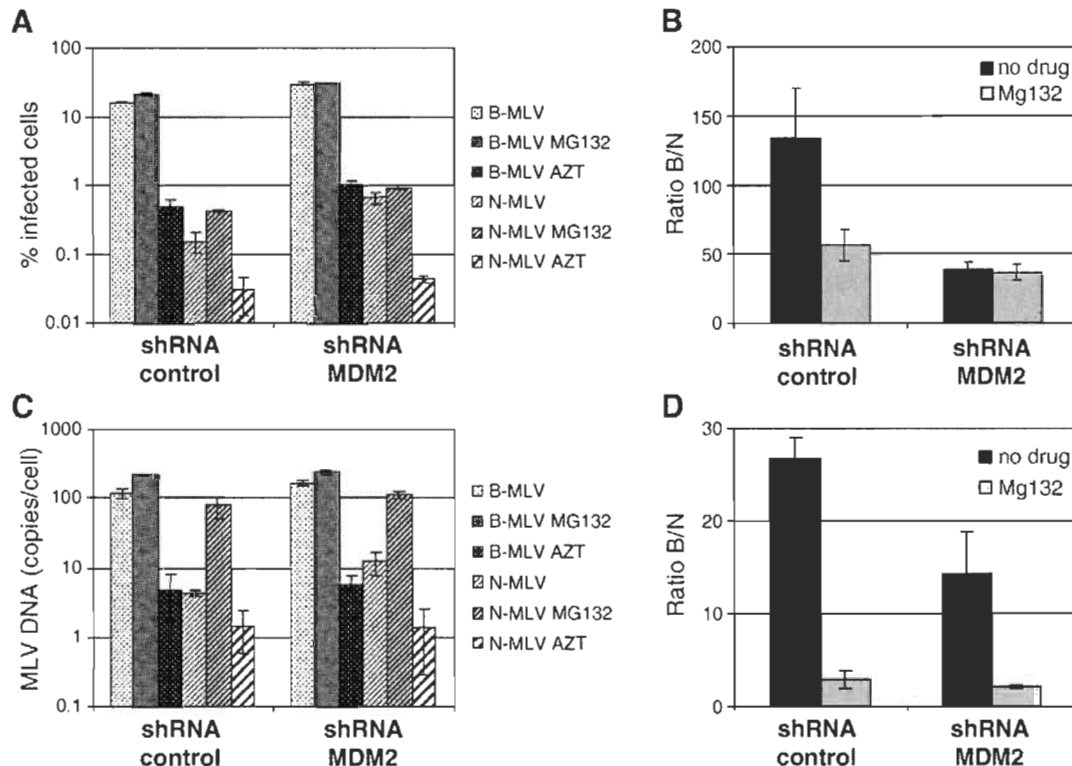 A
% infected cells
100
10
1
0.1
0.01
shRNA control
shRNA MDM2
B-MLV
B-MLV MG132
B-MLV AZT
N-MLV
N-MLV MG132
N-MLV AZT
B
Ratio B/N
200
150
100
50
0
no drug
Mg132
shRNA control
shRNA MDM2
C
MLV DNA (copies/cell)
1000
100
10
1
0.1
shRNA control
shRNA MDM2
B-MLV
B-MLV MG132
B-MLV AZT
N-MLV
N-MLV MG132
N-MLV AZT
D
Ratio B/N
30
20
10
0
no drug
Mg132
shRNA control
shRNA MDM2